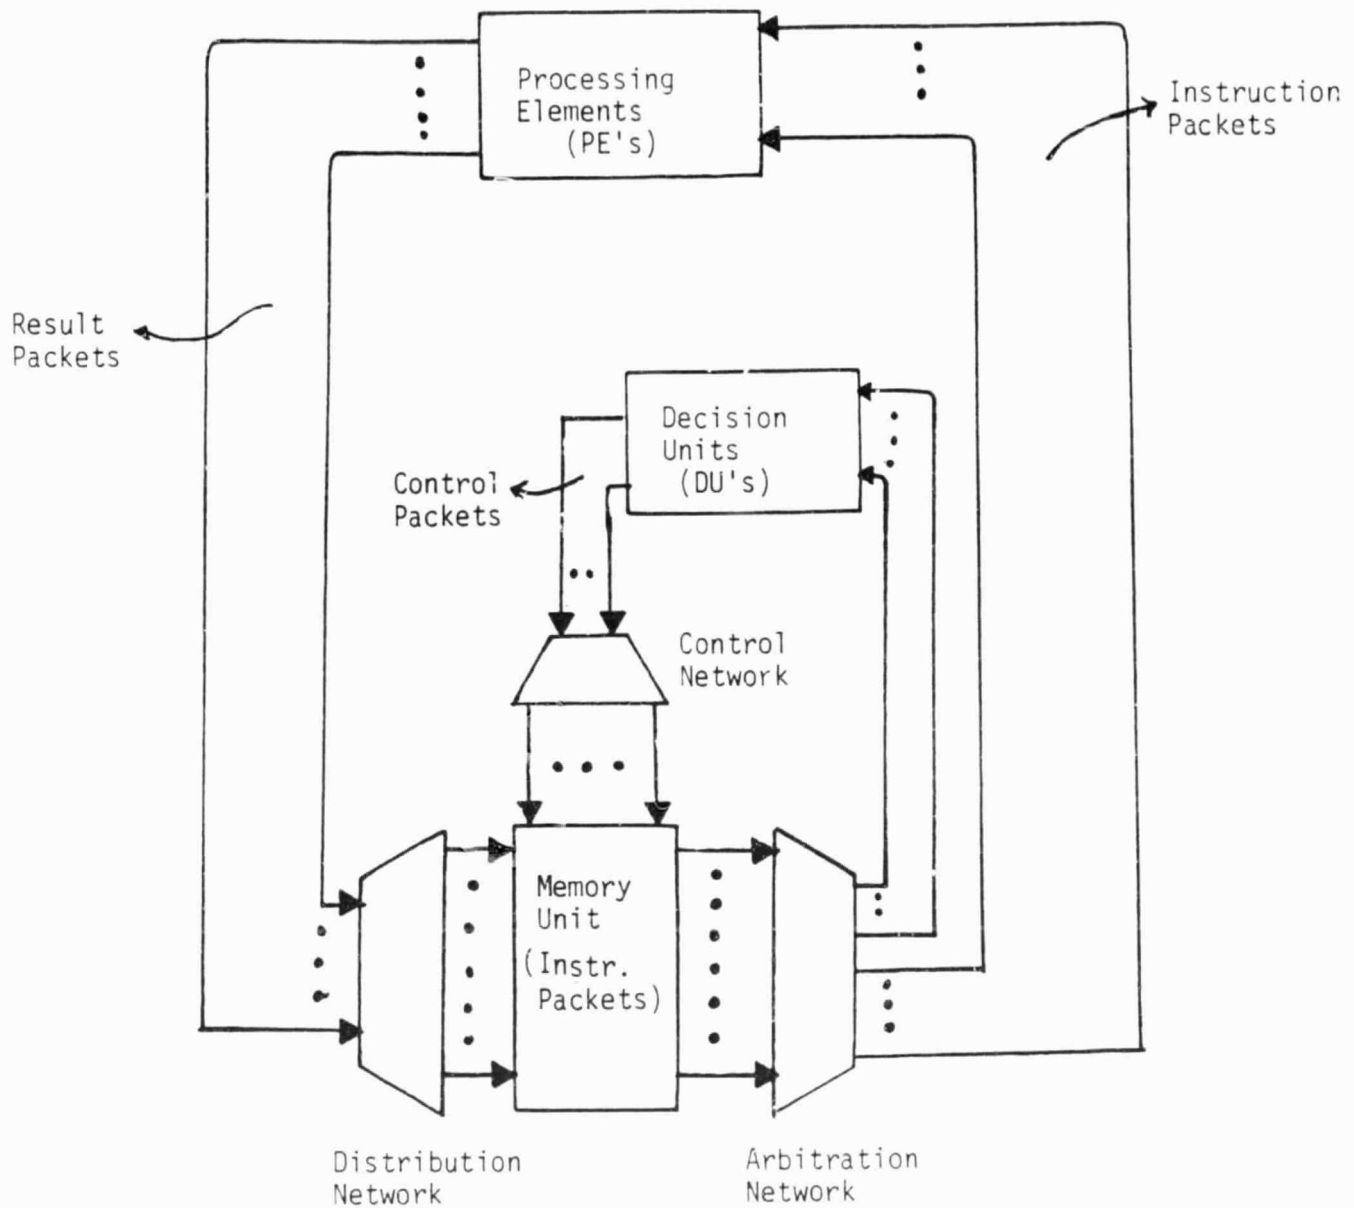 Processing
Elements
(PE's)
Instruction
Packets
Result
Packets
Decision
Units
(DU's)
Control
Packets
Control
Network
Memory
Unit
(Instr.
Packets)
Distribution
Network
Arbitration
Network